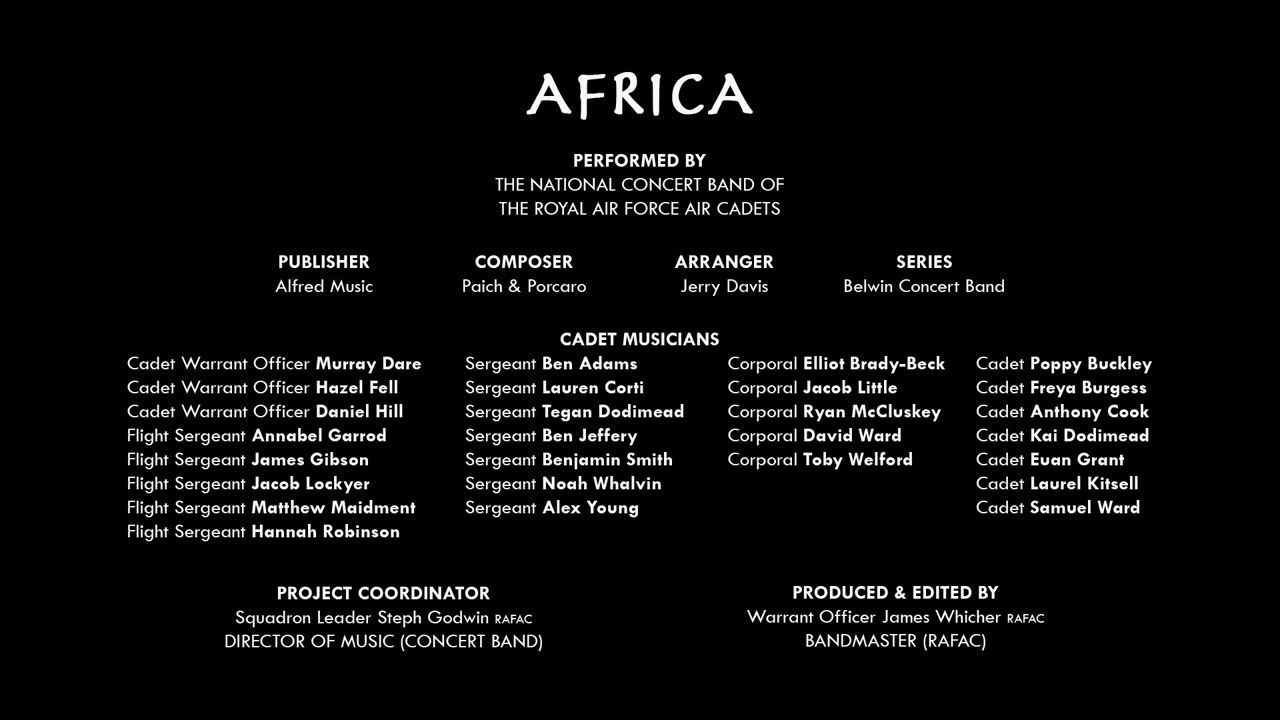 AFRICA
PERFORMED BY
THE NATIONAL CONCERT BAND OF
THE ROYAL AIR FORCE AIR CADETS
PUBLISHER
Alfred Music
COMPOSER
Paich & Porcaro
ARRANGER
Jerry Davis
SERIES
Belwin Concert Band
CADET MUSICIANS
Cadet Warrant Officer Murray Dare
Cadet Warrant Officer Hazel Fell
Cadet Warrant Officer Daniel Hill
Flight Sergeant Annabel Garrod
Flight Sergeant James Gibson
Flight Sergeant Jacob Lockyer
Flight Sergeant Matthew Maidment
Flight Sergeant Hannah Robinson
Sergeant Ben Adams
Sergeant Lauren Corti
Sergeant Tegan Dodimead
Sergeant Ben Jeffery
Sergeant Benjamin Smith
Sergeant Noah Whalvin
Sergeant Alex Young
Corporal Elliot Brady-Beck
Corporal Jacob Little
Corporal Ryan McCluskey
Corporal David Ward
Corporal Toby Welford
Cadet Poppy Buckley
Cadet Freya Burgess
Cadet Anthony Cook
Cadet Kai Dodimead
Cadet Euan Grant
Cadet Laurel Kitsell
Cadet Samuel Ward
PROJECT COORDINATOR
Squadron Leader Steph Godwin RAFAC
DIRECTOR OF MUSIC (CONCERT BAND)
PRODUCED & EDITED BY
Warrant Officer James Whicher RAFAC
BANDMASTER (RAFAC)